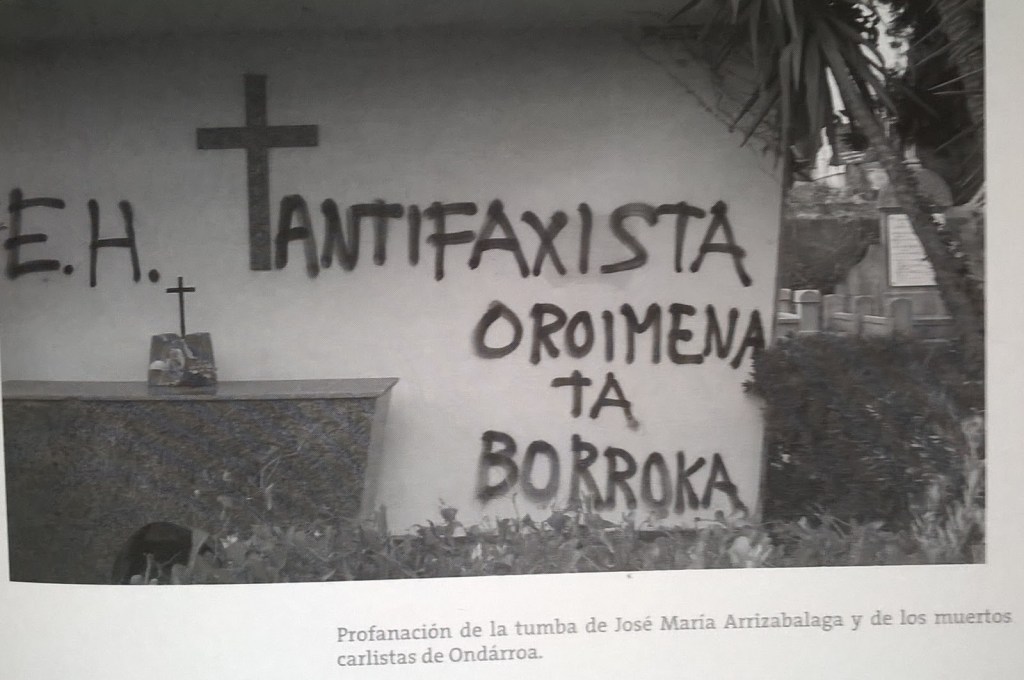 E.H. ANTIFAXISTA
OROIMENA
TA
BORROKA
Profanación de la tumba de José María Arrizabalaga y de los muertos
carlistas de Ondárroa.